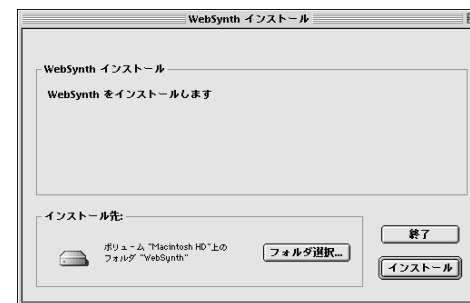 WebSynth インストール
WebSynth インストール
WebSynth をインストールします
インストール先:
ボリューム "Macintosh HD"上の
フォルダ "WebSynth"
フォルダ選択...
終了
インストール